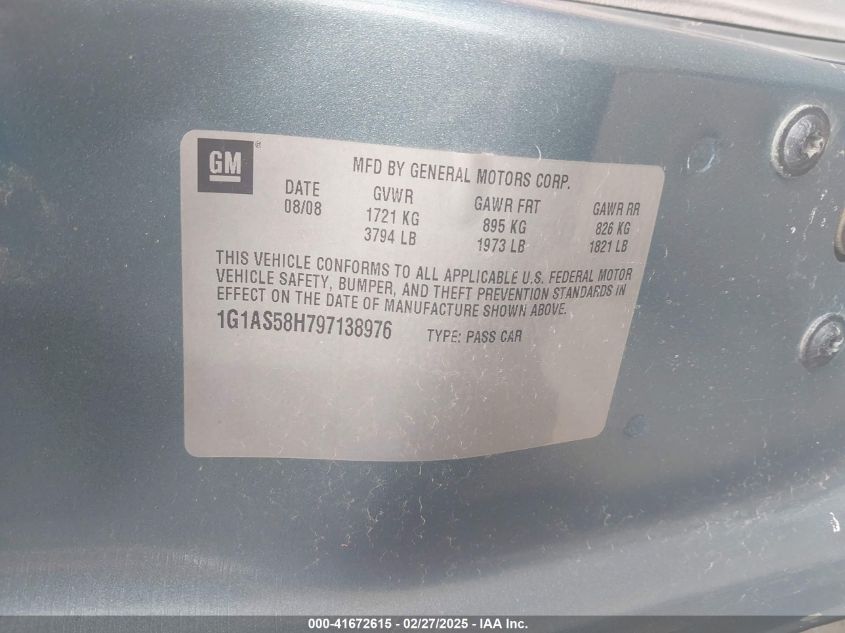 GM ®
MFD BY GENERAL MOTORS CORP.
DATE GVWR GAWR FRT GAWR RR
08/08 1721 KG 895 KG 826 KG
3794 LB 1973 LB 1821 LB
THIS VEHICLE CONFORMS TO ALL APPLICABLE U.S. FEDERAL MOTOR
VEHICLE SAFETY, BUMPER, AND THEFT PREVENTION STANDARDS IN
EFFECT ON THE DATE OF MANUFACTURE SHOWN ABOVE.
1G1AS58H797138976 TYPE: PASS CAR
000-41672615 - 02/27/2025 - IAA Inc.